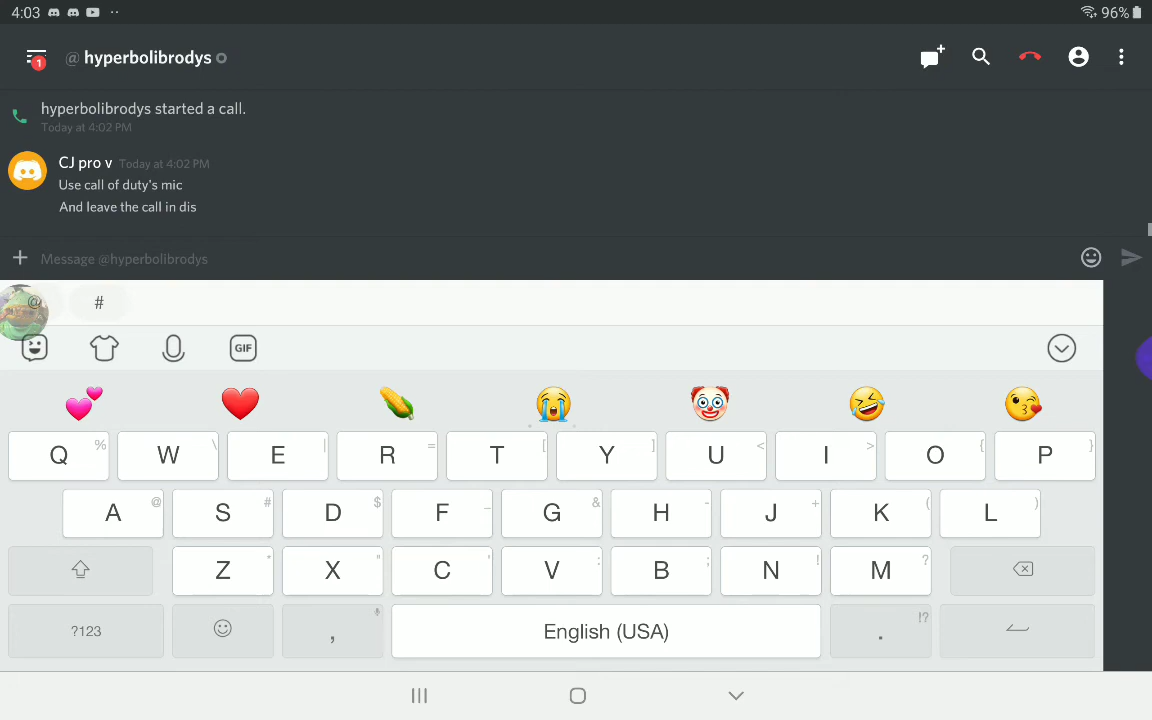 4:03
96%
1
@ hyperbolibrodys
hyperbolibrodys started a call.
Today at 4:02 PM
CJ pro v Today at 4:02 PM
Use call of duty's mic
And leave the call in dis
Message @hyperbolibrodys
@ #
GIF
Q % W \ E | R = T [ Y ] U < I > O { P }
A @ S # D $ F _ G & H - J + K ( L )
Z * X " C ' V : B ; N ! M ?
?123 , English (USA) . !?